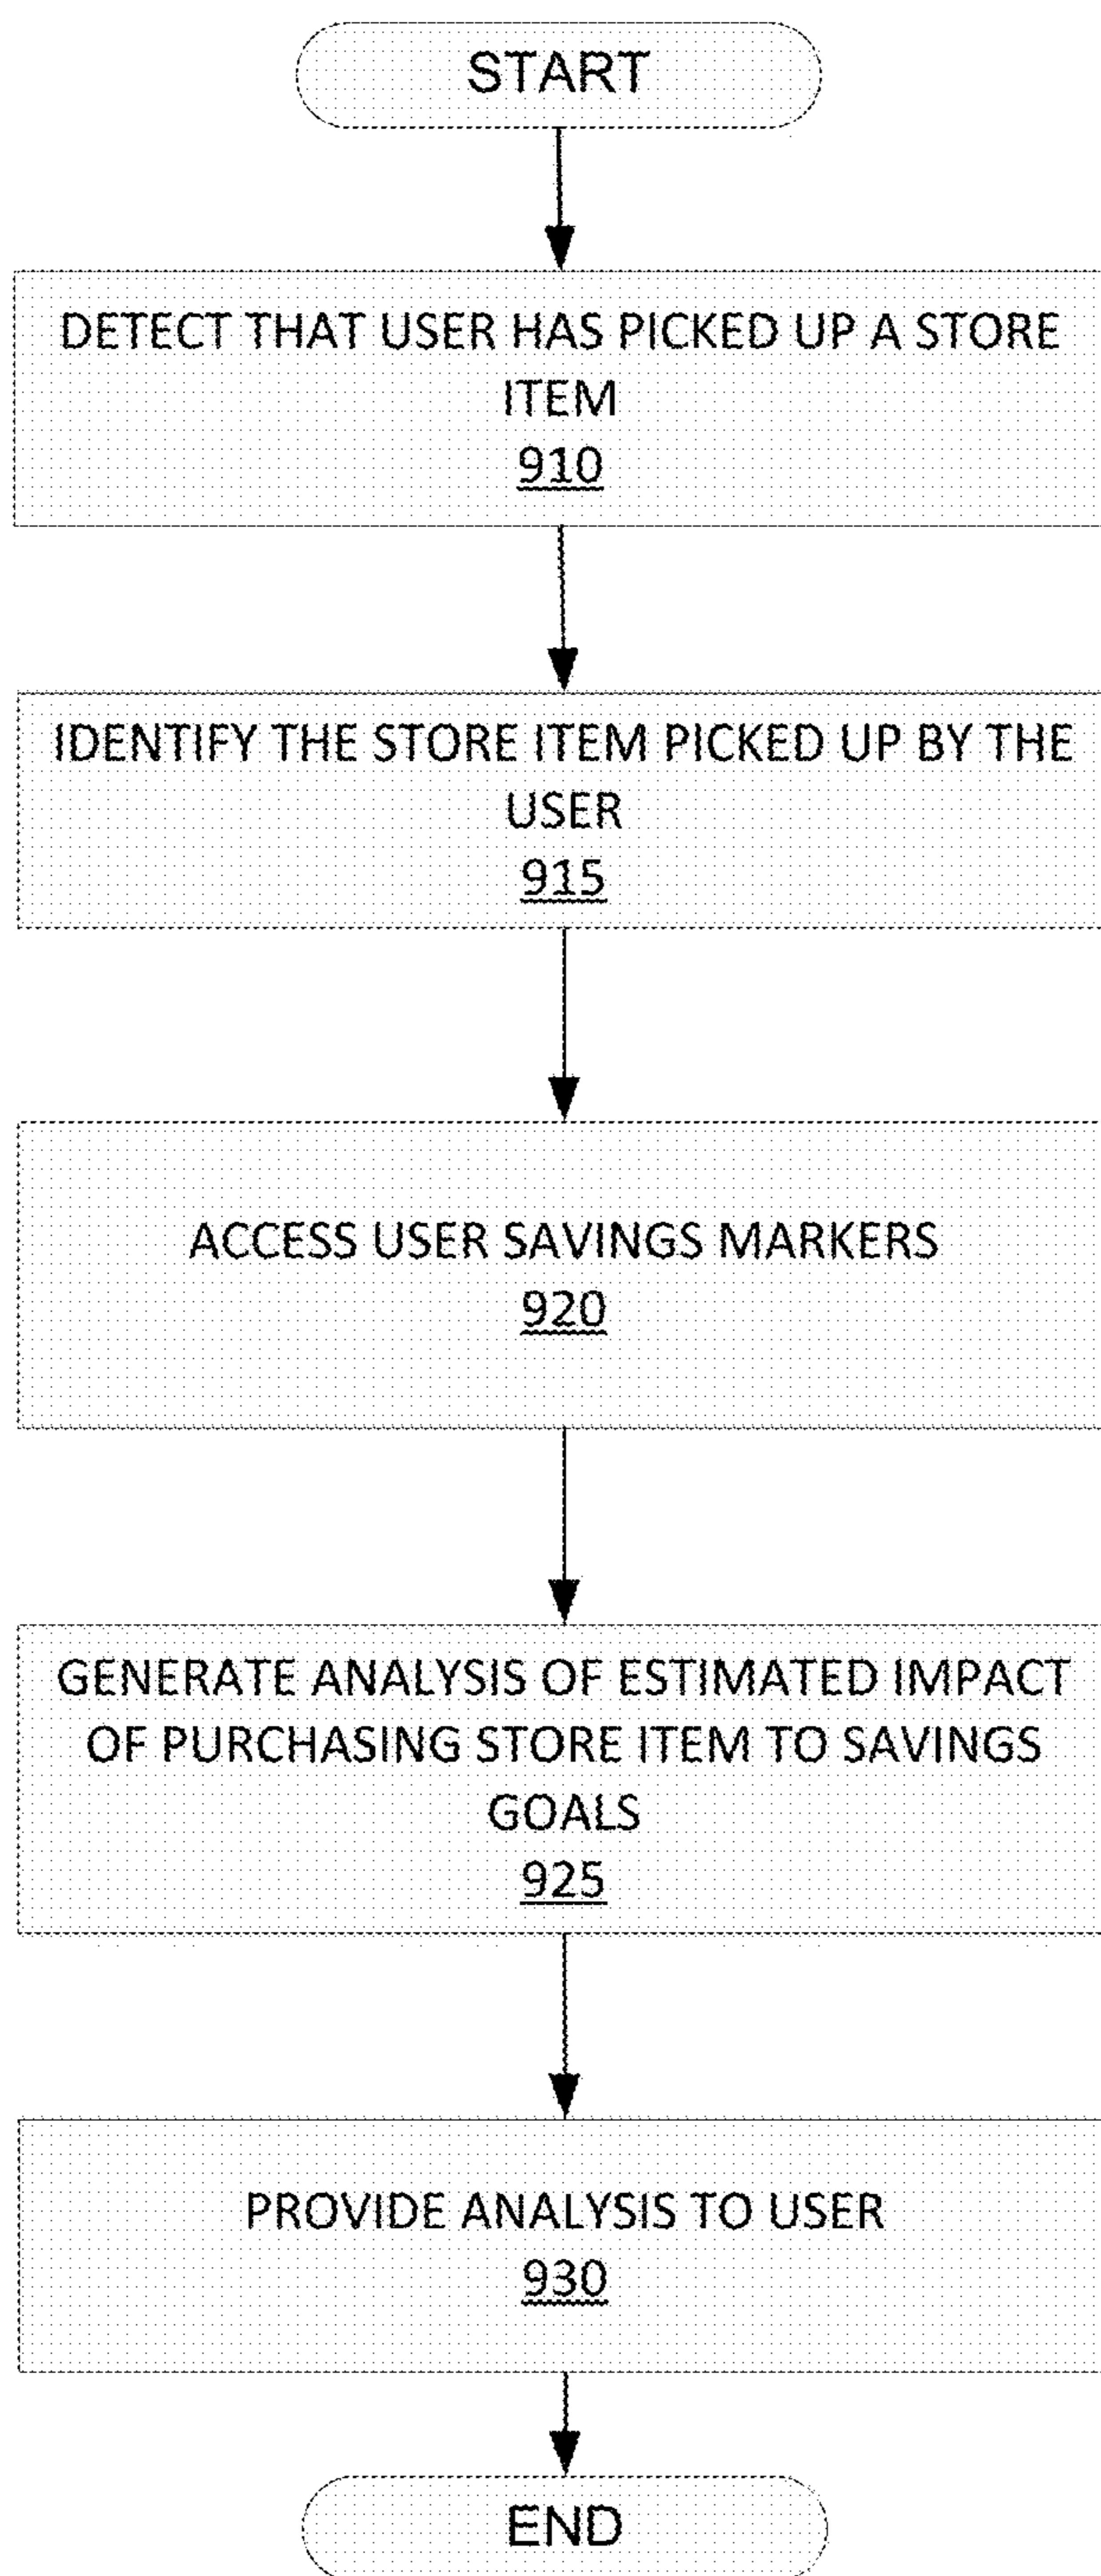 START
DETECT THAT USER HAS PICKED UP A STORE
ITEM
910
IDENTIFY THE STORE ITEM PICKED UP BY THE
USER
915
ACCESS USER SAVINGS MARKERS
920
GENERATE ANALYSIS OF ESTIMATED IMPACT
OF PURCHASING STORE ITEM TO SAVINGS
GOALS
925
PROVIDE ANALYSIS TO USER
930
END